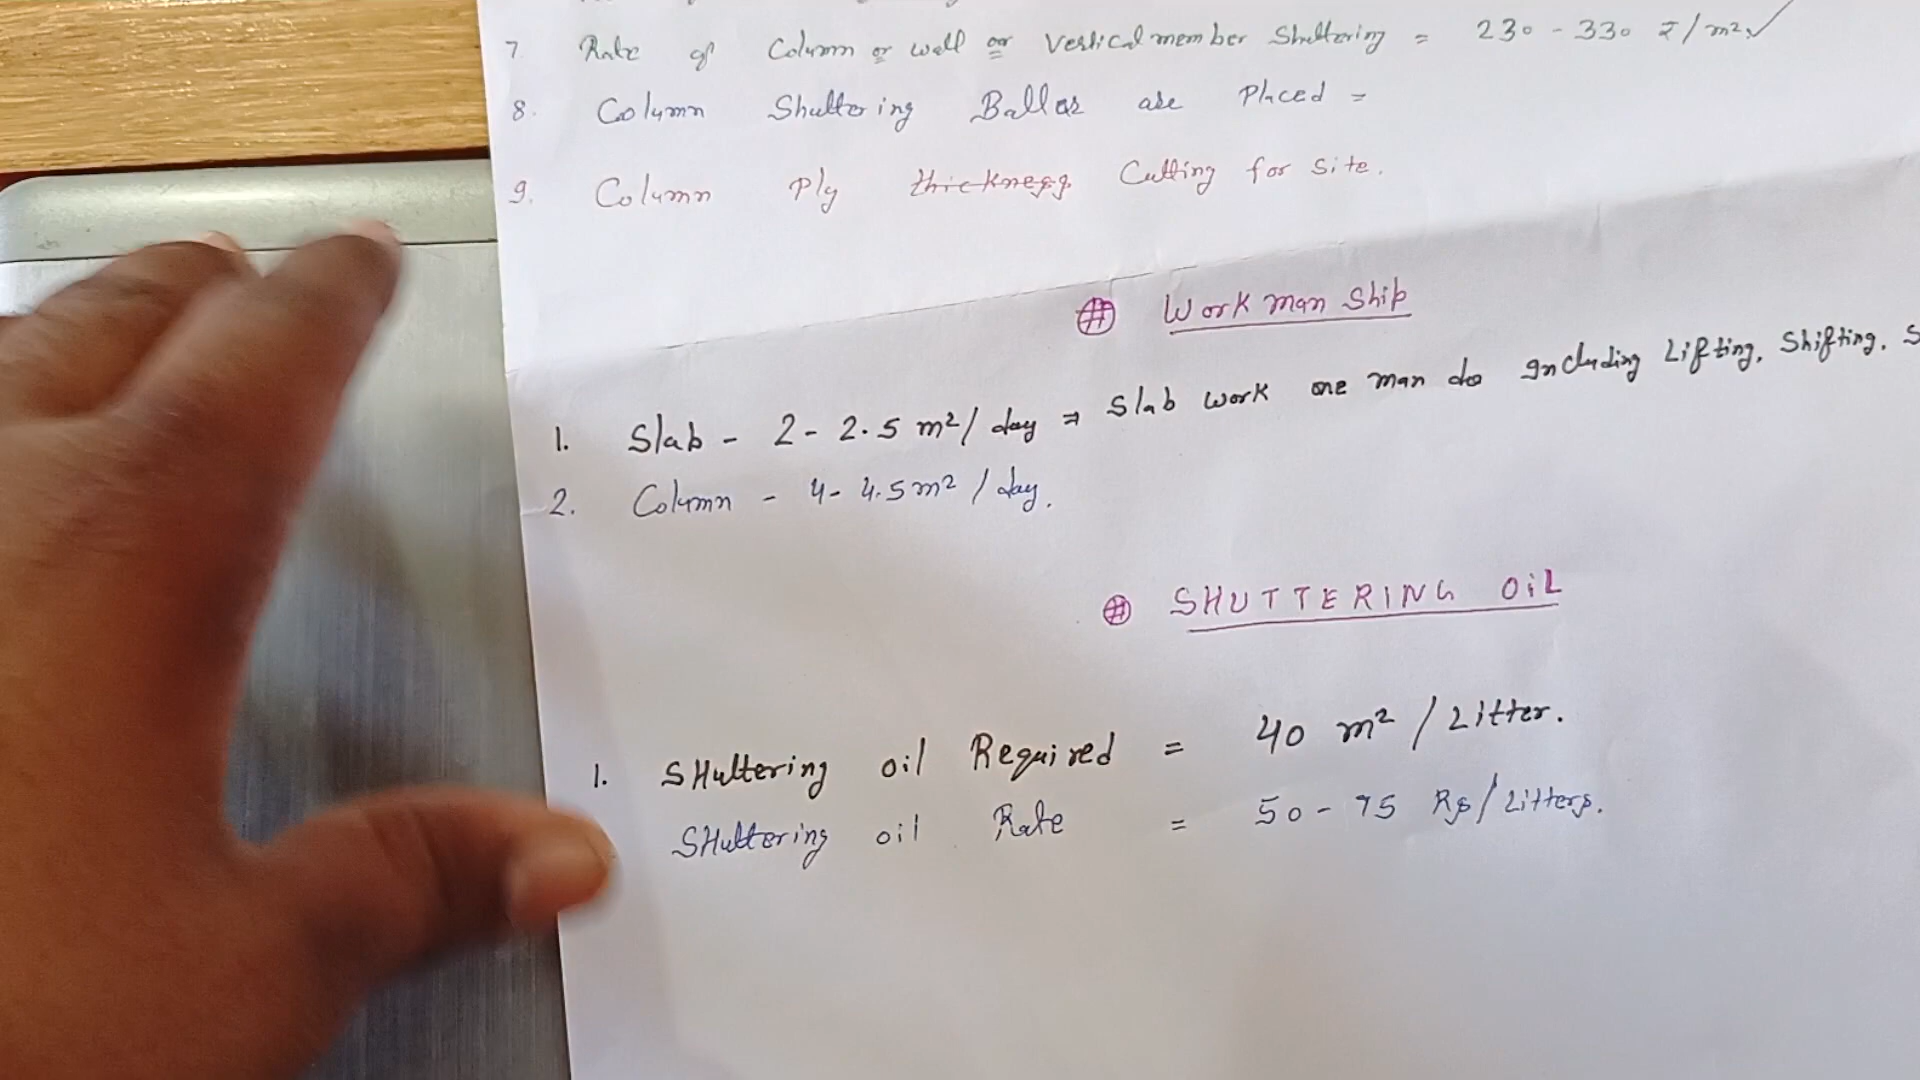 7. Rate of Column or wall or Vertical member Shuttering = 230 - 330 ₹/m2 ✓
8. Column Shuttering Ballas are Placed =
9. Column Ply thickness Cutting for Site.
# Work man Ship
1. Slab - 2 - 2.5 m²/day ⇒ Slab work one man do Including Lifting, Shifting, S
2. Column - 4 - 4.5 m² / day.
# SHUTTERING OiL
1. SHuttering oil Required = 40 m² / Litter.
SHuttering oil Rate = 50 - 75 Rs/Litters.